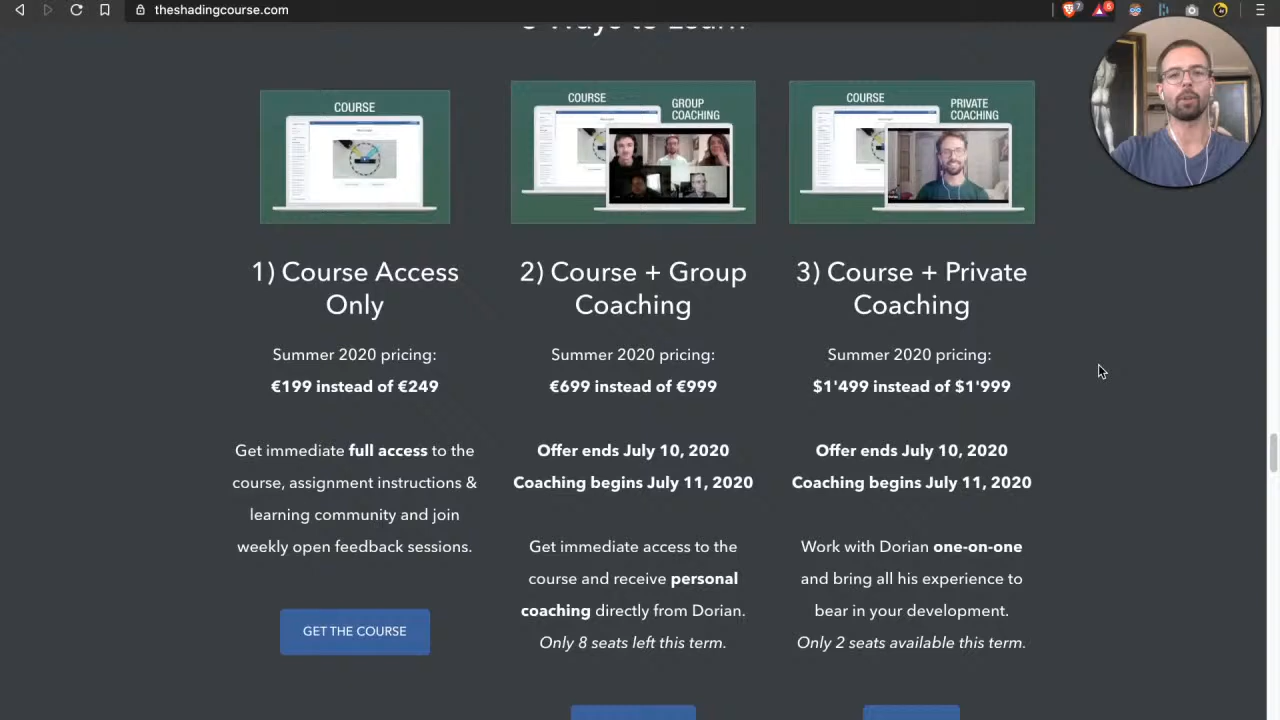 theshadingcourse.com
7
5
3 Ways to Learn
COURSE
COURSE
GROUP
COACHING
COURSE
PRIVATE
COACHING
1) Course Access
Only
Summer 2020 pricing:
€199 instead of €249
Get immediate full access to the
course, assignment instructions &
learning community and join
weekly open feedback sessions.
GET THE COURSE
2) Course + Group
Coaching
Summer 2020 pricing:
€699 instead of €999
Offer ends July 10, 2020
Coaching begins July 11, 2020
Get immediate access to the
course and receive personal
coaching directly from Dorian.
Only 8 seats left this term.
3) Course + Private
Coaching
Summer 2020 pricing:
$1'499 instead of $1'999
Offer ends July 10, 2020
Coaching begins July 11, 2020
Work with Dorian one-on-one
and bring all his experience to
bear in your development.
Only 2 seats available this term.